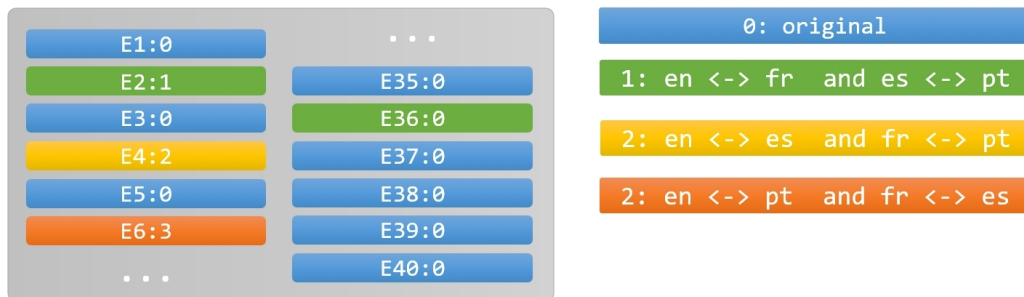 E1:0
E2:1
E3:0
E4:2
E5:0
E6:3
...
...
E35:0
E36:0
E37:0
E38:0
E39:0
E40:0
0: original
1: en <-> fr and es <-> pt
2: en <-> es and fr <-> pt
2: en <-> pt and fr <-> es